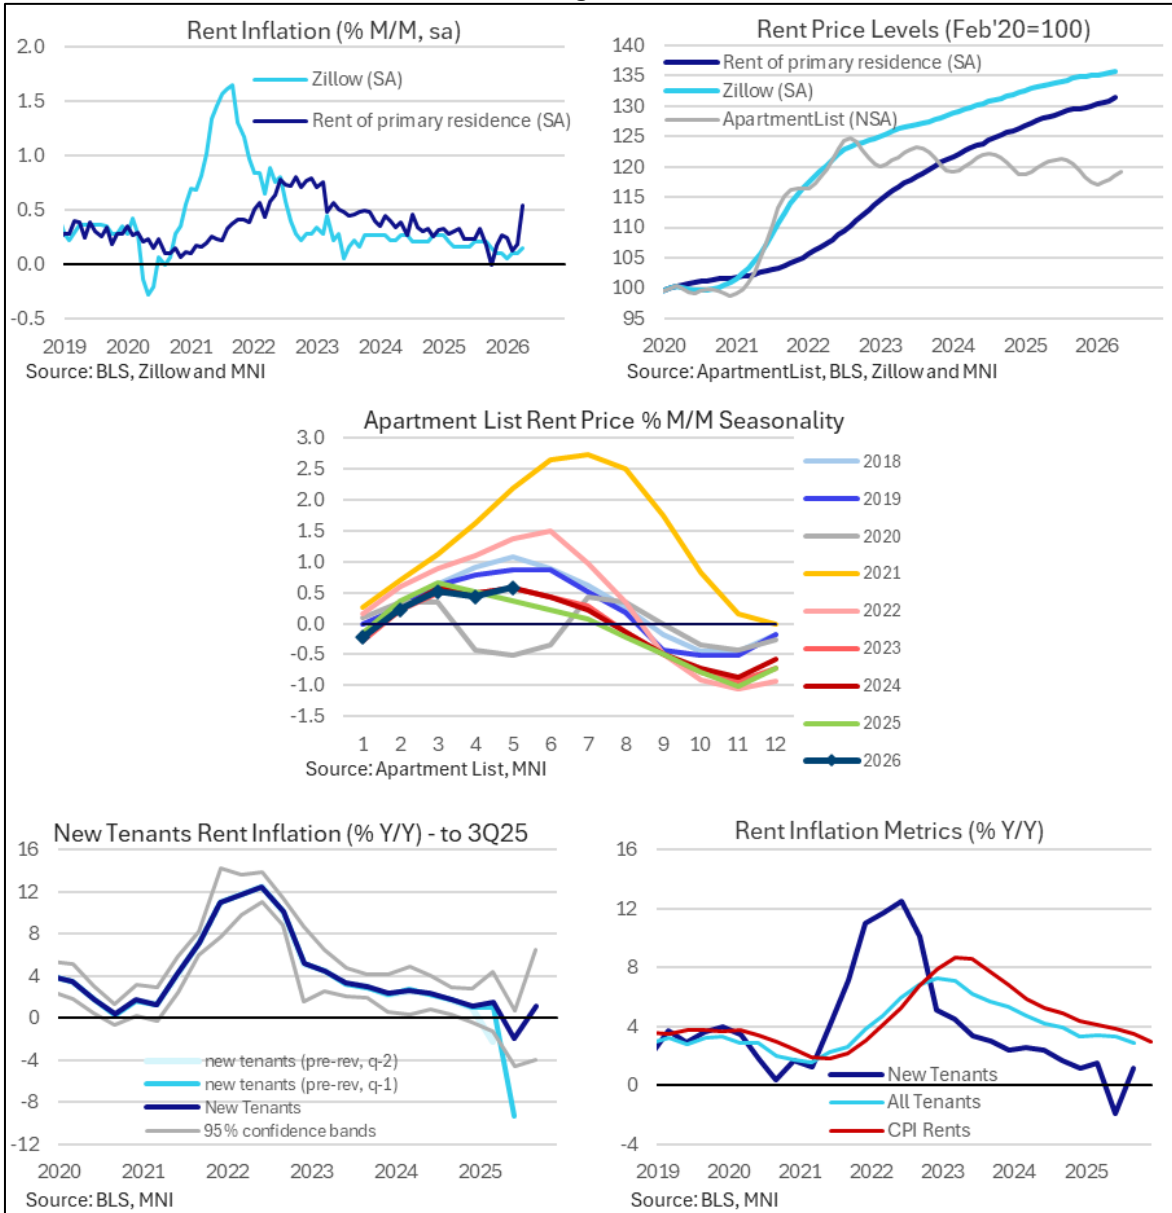 Rent Inflation (% M/M, sa)
2.0
1.5
1.0
0.5
0.0
-0.5
Zillow (SA)
Rent of primary residence (SA)
2019 2020 2021 2022 2023 2024 2025 2026
Source: BLS, Zillow and MNI
Rent Price Levels (Feb'20=100)
140
135
130
125
120
115
110
105
100
95
Rent of primary residence (SA)
Zillow (SA)
ApartmentList (NSA)
2020 2021 2022 2023 2024 2025 2026
Source: ApartmentList, BLS, Zillow and MNI
Apartment List Rent Price % M/M Seasonality
3.0
2.5
2.0
1.5
1.0
0.5
0.0
-0.5
-1.0
-1.5
1 2 3 4 5 6 7 8 9 10 11 12
2018
2019
2020
2021
2022
2023
2024
2025
2026
Source: Apartment List, MNI
New Tenants Rent Inflation (% Y/Y) - to 3Q25
16
12
8
4
0
-4
-8
-12
new tenants (pre-rev, q-2)
new tenants (pre-rev, q-1)
New Tenants
95% confidence bands
2020 2021 2022 2023 2024 2025
Source: BLS, MNI
Rent Inflation Metrics (% Y/Y)
16
12
8
4
0
-4
New Tenants
All Tenants
CPI Rents
2019 2020 2021 2022 2023 2024 2025
Source: BLS, MNI